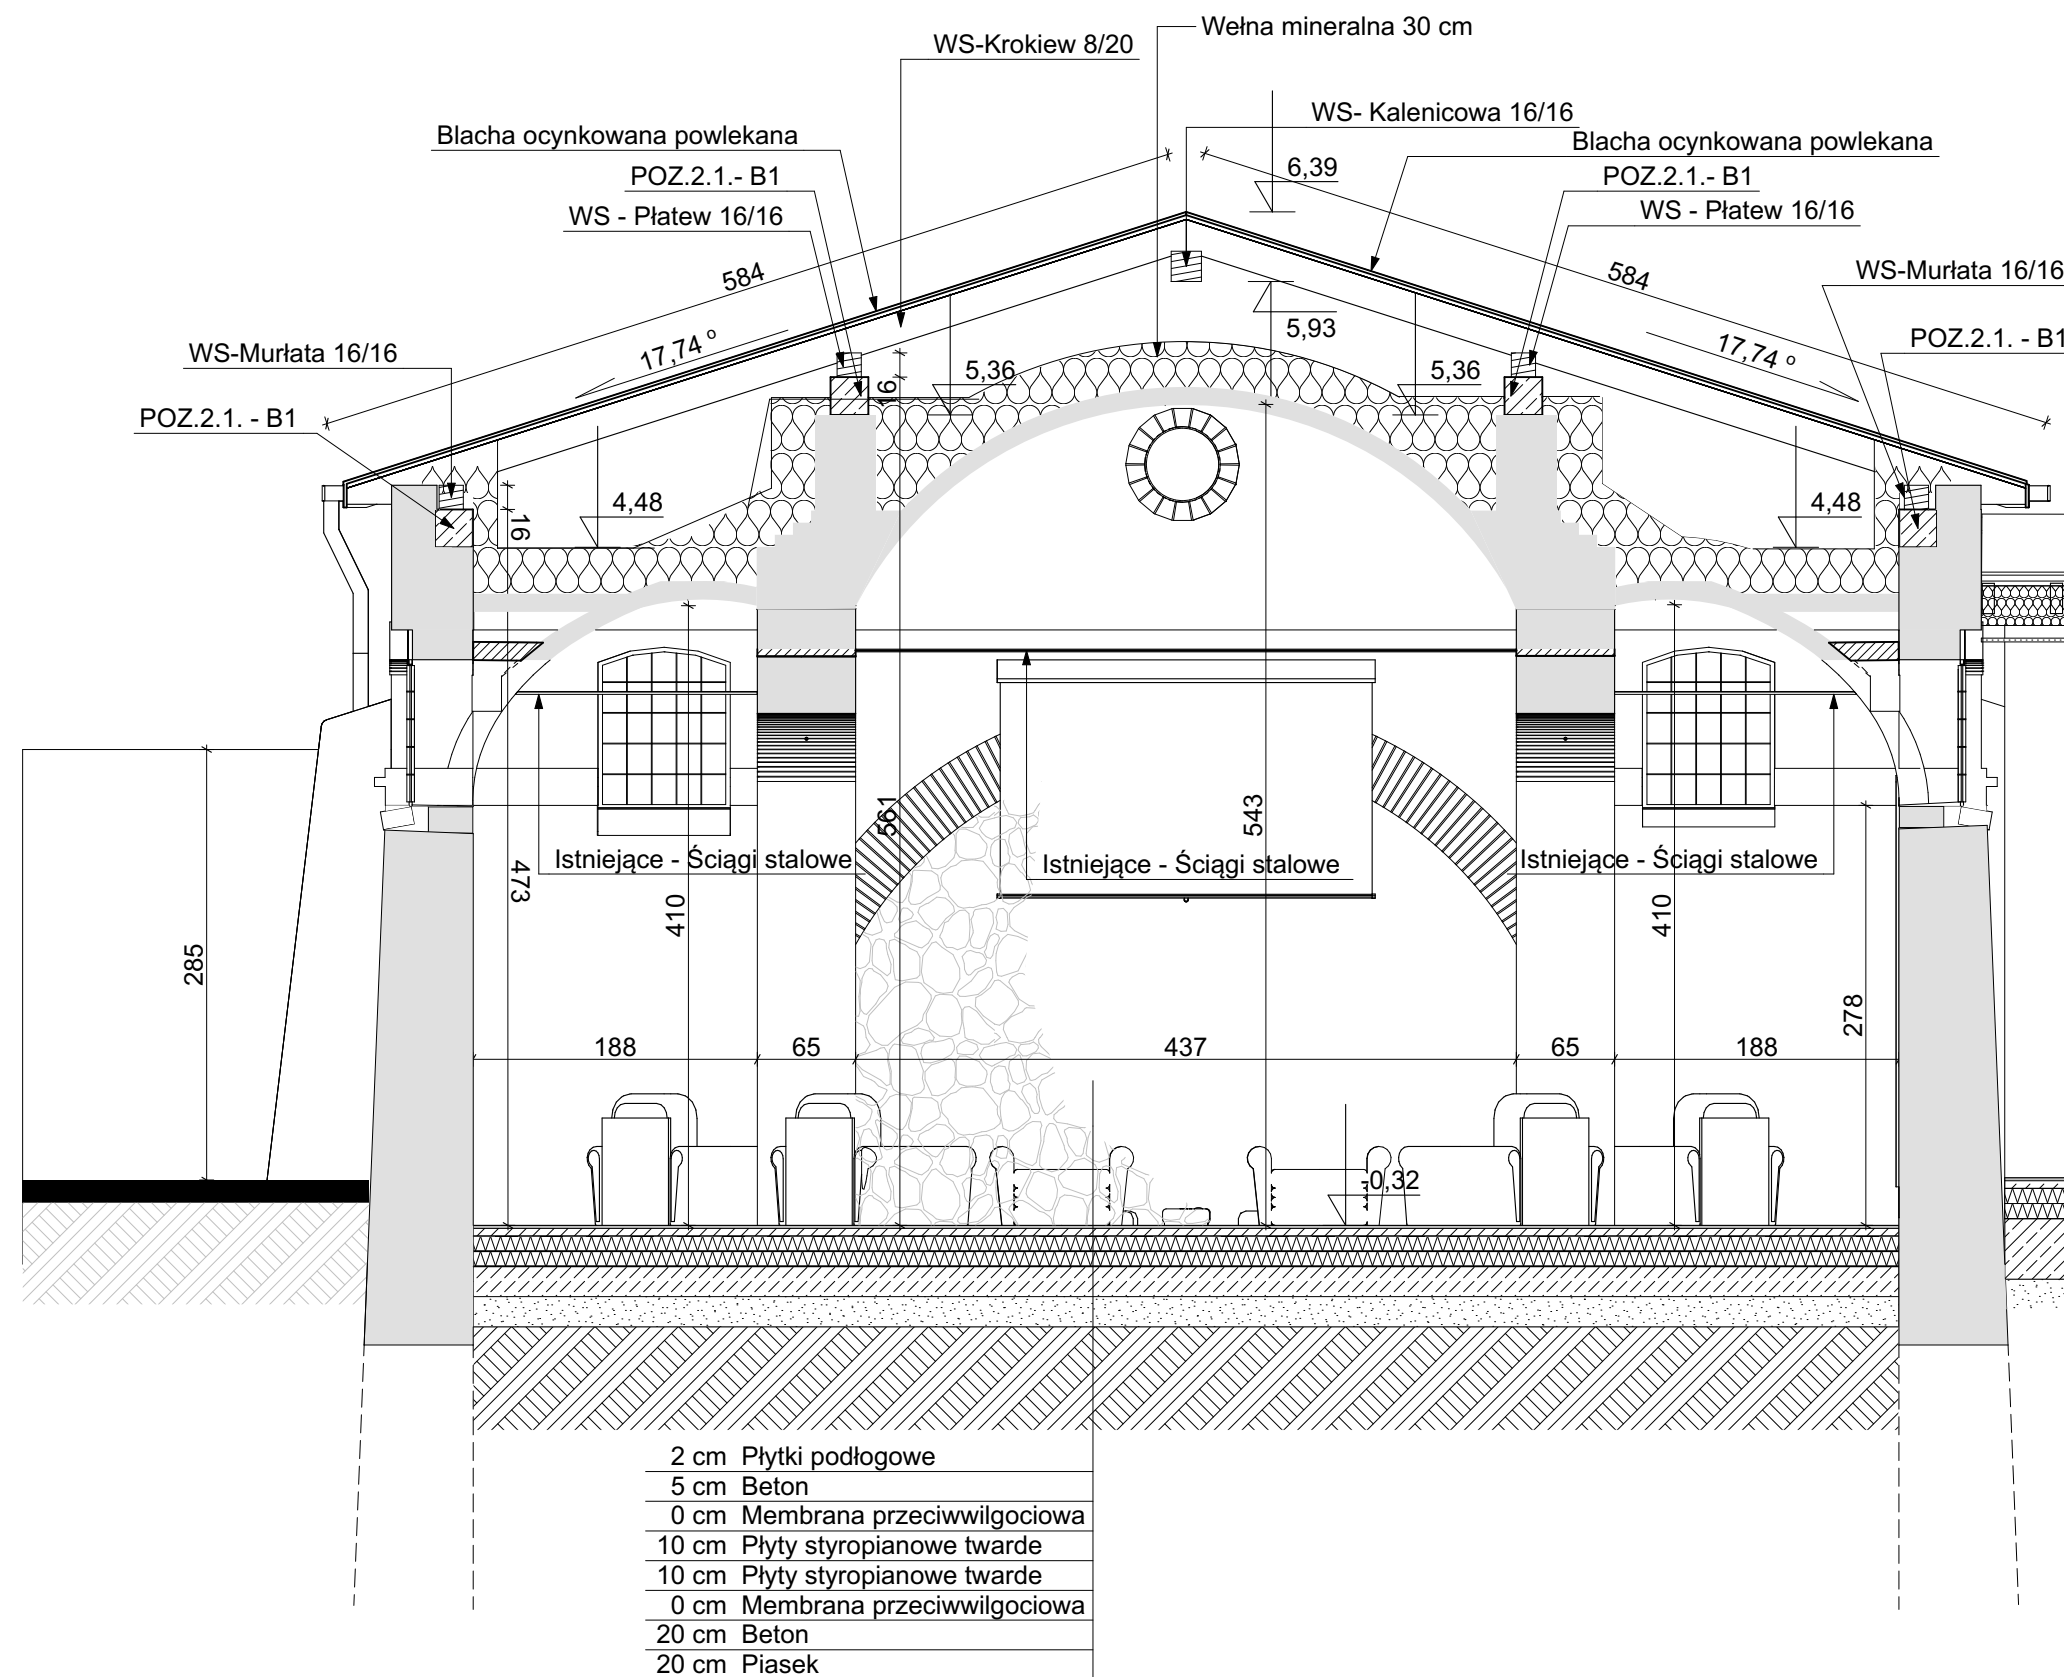 Wełna mineralna 30 cm
WS-Krokiew 8/20
WS- Kalenicowa 16/16
Blacha ocynkowana powlekana
Blacha ocynkowana powlekana
POZ.2.1.- B1
6,39
POZ.2.1.- B1
WS - Płatew 16/16
WS - Płatew 16/16
584
584
WS-Murłata 16/16
5,93
17,74 º
17,74 º
WS-Murłata 16/16
POZ.2.1. - B1
5,36
5,36
16
POZ.2.1. - B1
4,48
4,48
16
561
543
Istniejące - Ściągi stalowe
Istniejące - Ściągi stalowe
Istniejące - Ściągi stalowe
473
410
410
285
278
188
65
437
65
188
-0,32
2 cm Płytki podłogowe
5 cm Beton
0 cm Membrana przeciwwilgociowa
10 cm Płyty styropianowe twarde
10 cm Płyty styropianowe twarde
0 cm Membrana przeciwwilgociowa
20 cm Beton
20 cm Piasek